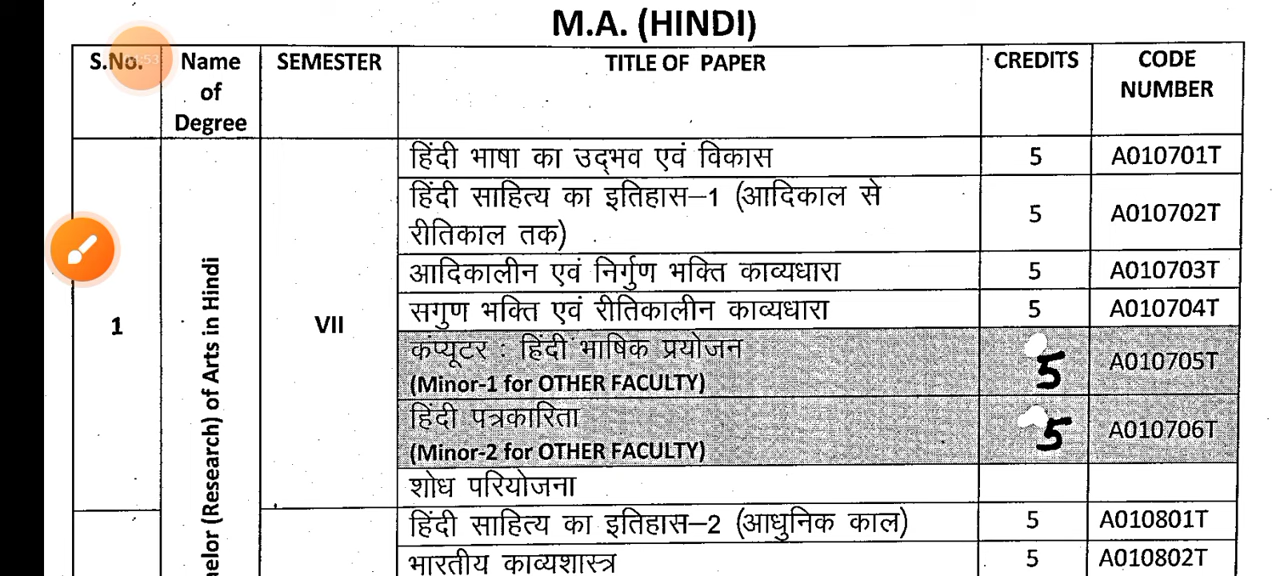 M.A. (HINDI)
S.No.
Name
of
Degree
SEMESTER
TITLE OF PAPER
CREDITS
CODE
NUMBER
1
helor (Research) of Arts in Hindi
VII
हिंदी भाषा का उद्भव एवं विकास
5
A010701T
हिंदी साहित्य का इतिहास–1 (आदिकाल से
रीतिकाल तक)
5
A010702T
आदिकालीन एवं निर्गुण भक्ति काव्यधारा
5
A010703T
सगुण भक्ति एवं रीतिकालीन काव्यधारा
5
A010704T
कंप्यूटर : हिंदी भाषिक प्रयोजन
(Minor-1 for OTHER FACULTY)
5
A010705T
हिंदी पत्रकारिता
(Minor-2 for OTHER FACULTY)
5
A010706T
शोध परियोजना
हिंदी साहित्य का इतिहास–2 (आधुनिक काल)
5
A010801T
भारतीय काव्यशास्त्र
5
A010802T